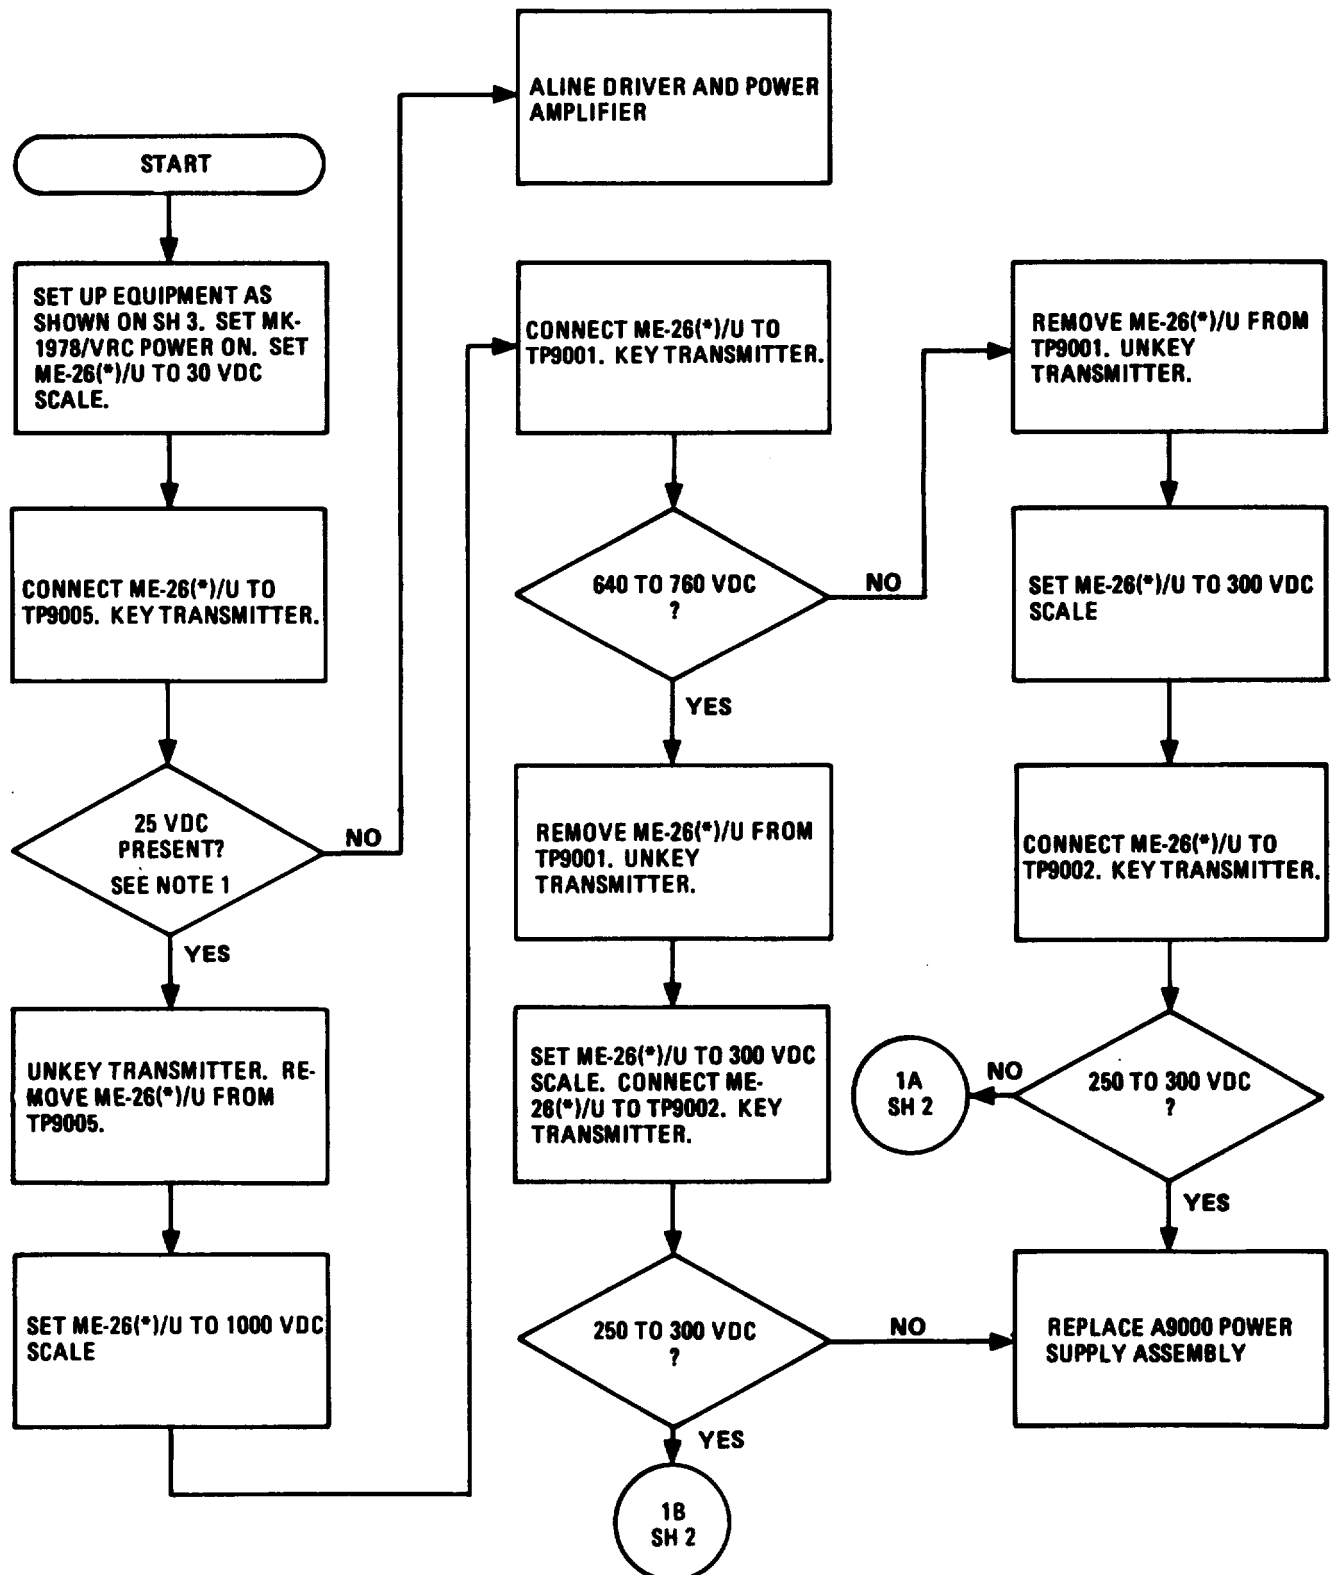 START
SET UP EQUIPMENT AS
SHOWN ON SH 3. SET MK-
1978/VRC POWER ON. SET
ME-26(*)/U TO 30 VDC
SCALE.
CONNECT ME-26(*)/U TO
TP9005. KEY TRANSMITTER.
25 VDC
PRESENT?
SEE NOTE 1
NO
YES
UNKEY TRANSMITTER. RE-
MOVE ME-26(*)/U FROM
TP9005.
SET ME-26(*)/U TO 1000 VDC
SCALE
ALINE DRIVER AND POWER
AMPLIFIER
CONNECT ME-26(*)/U TO
TP9001. KEY TRANSMITTER.
640 TO 760 VDC
?
NO
YES
REMOVE ME-26(*)/U FROM
TP9001. UNKEY
TRANSMITTER.
SET ME-26(*)/U TO 300 VDC
SCALE. CONNECT ME-
26(*)/U TO TP9002. KEY
TRANSMITTER.
250 TO 300 VDC
?
NO
YES
1B
SH 2
REMOVE ME-26(*)/U FROM
TP9001. UNKEY
TRANSMITTER.
SET ME-26(*)/U TO 300 VDC
SCALE
CONNECT ME-26(*)/U TO
TP9002. KEY TRANSMITTER.
250 TO 300 VDC
?
NO
1A
SH 2
YES
REPLACE A9000 POWER
SUPPLY ASSEMBLY